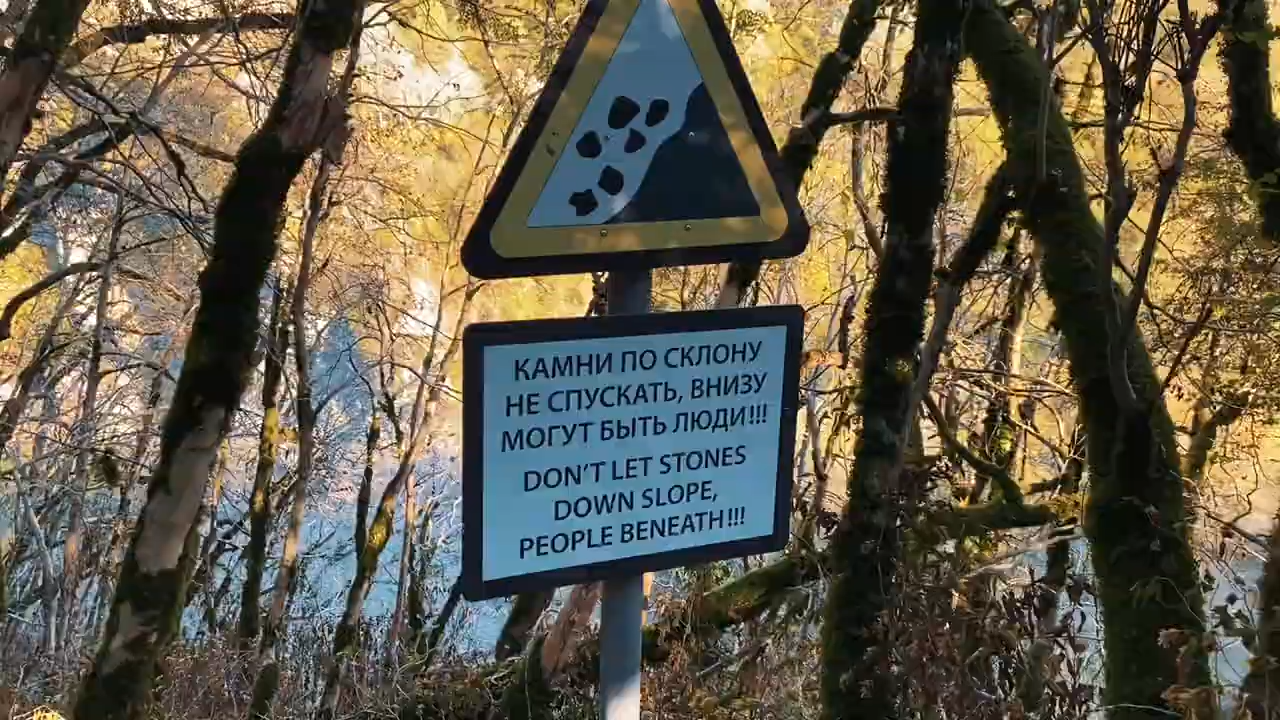 КАМНИ ПО СКЛОНУ
НЕ СПУСКАТЬ, ВНИЗУ
МОГУТ БЫТЬ ЛЮДИ!!!
DON'T LET STONES
DOWN SLOPE,
PEOPLE BENEATH!!!